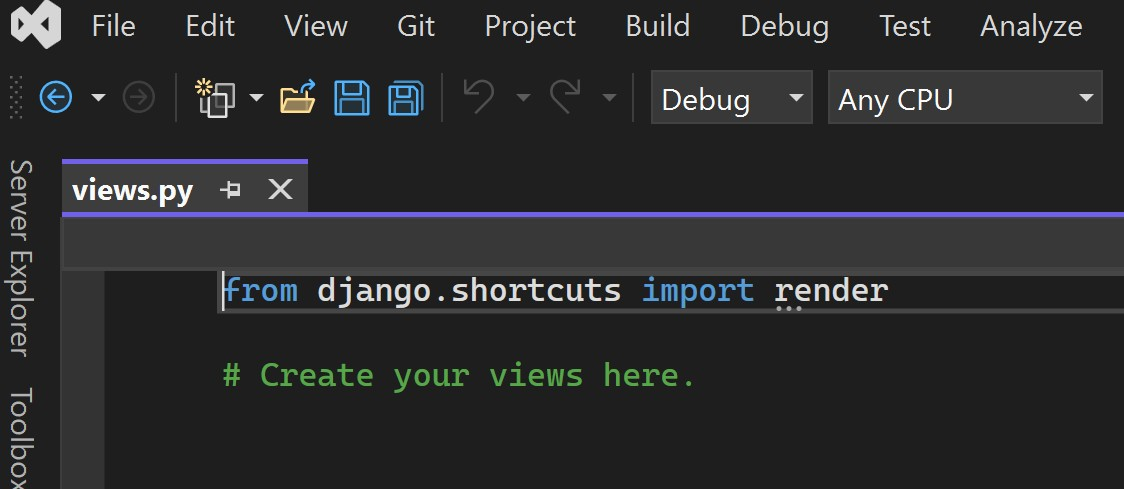 File Edit View Git Project Build Debug Test Analyze
Debug Any CPU
Server Explorer
Toolbox
views.py
from django.shortcuts import render
# Create your views here.